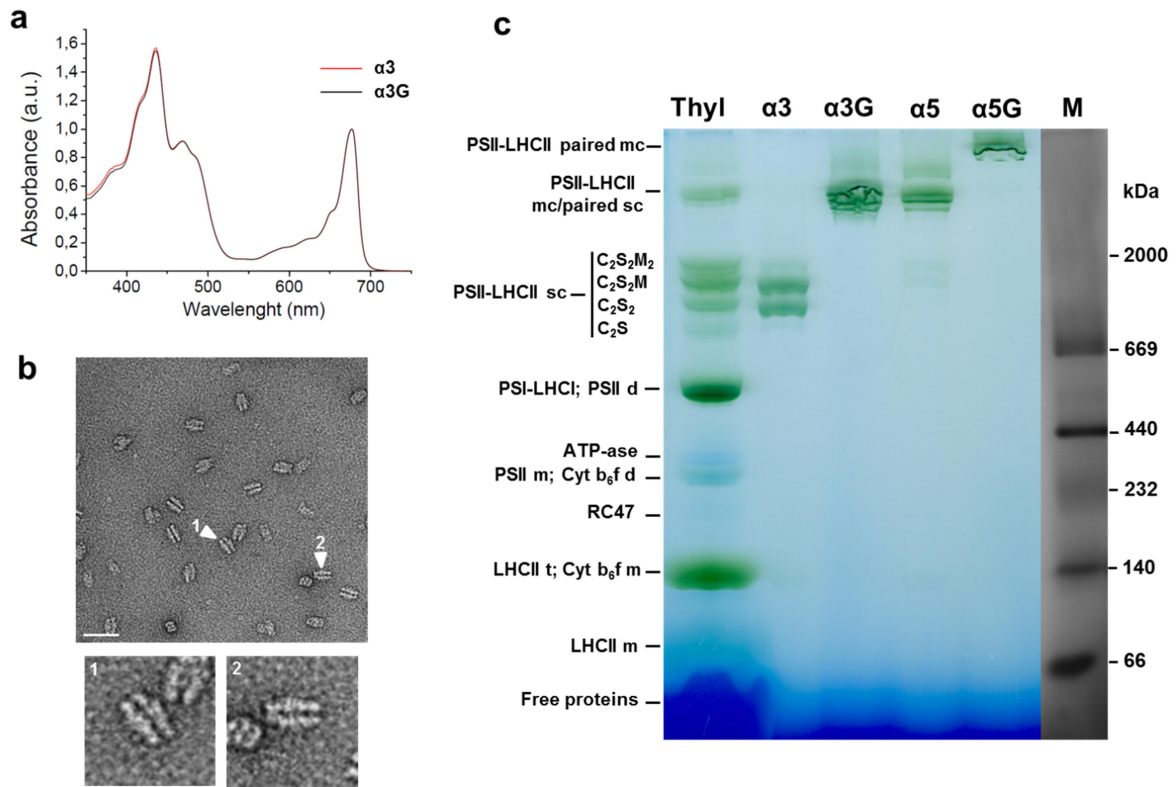 a
1,6
1,4
1,2
1,0
0,8
0,6
0,4
0,2
0,0
Absorbance (a.u.)
400 500 600 700
Wavelenght (nm)
α3
α3G
b
1
2
1
2
c
Thyl α3 α3G α5 α5G M
PSII-LHCII paired mc
PSII-LHCII
mc/paired sc
PSII-LHCII sc
C₂S₂M₂
C₂S₂M
C₂S₂
C₂S
PSI-LHCI; PSII d
ATP-ase
PSII m; Cyt b₆f d
RC47
LHCII t; Cyt b₆f m
LHCII m
Free proteins
kDa
2000
669
440
232
140
66